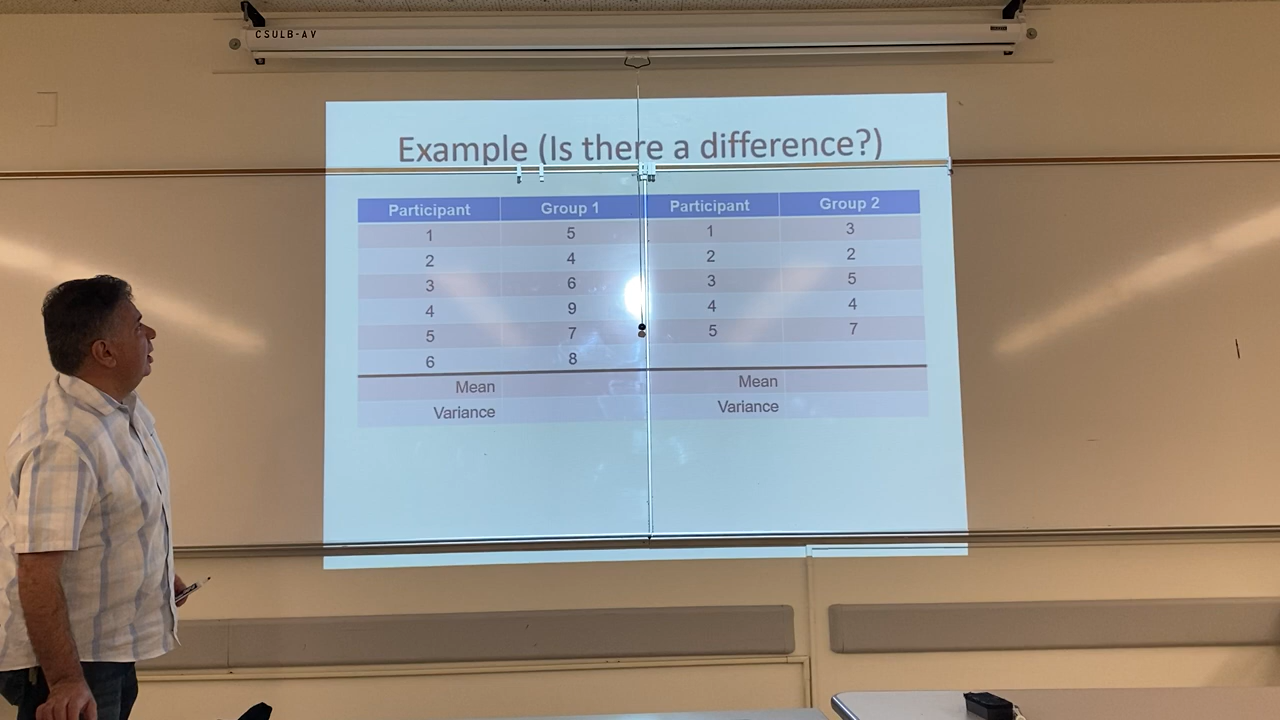 CSULB-AV
Example (Is there a difference?)
Participant Group 1 Participant Group 2
1 5 1 3
2 4 2 2
3 6 3 5
4 9 4 4
5 7 5 7
6 8
Mean Mean
Variance Variance